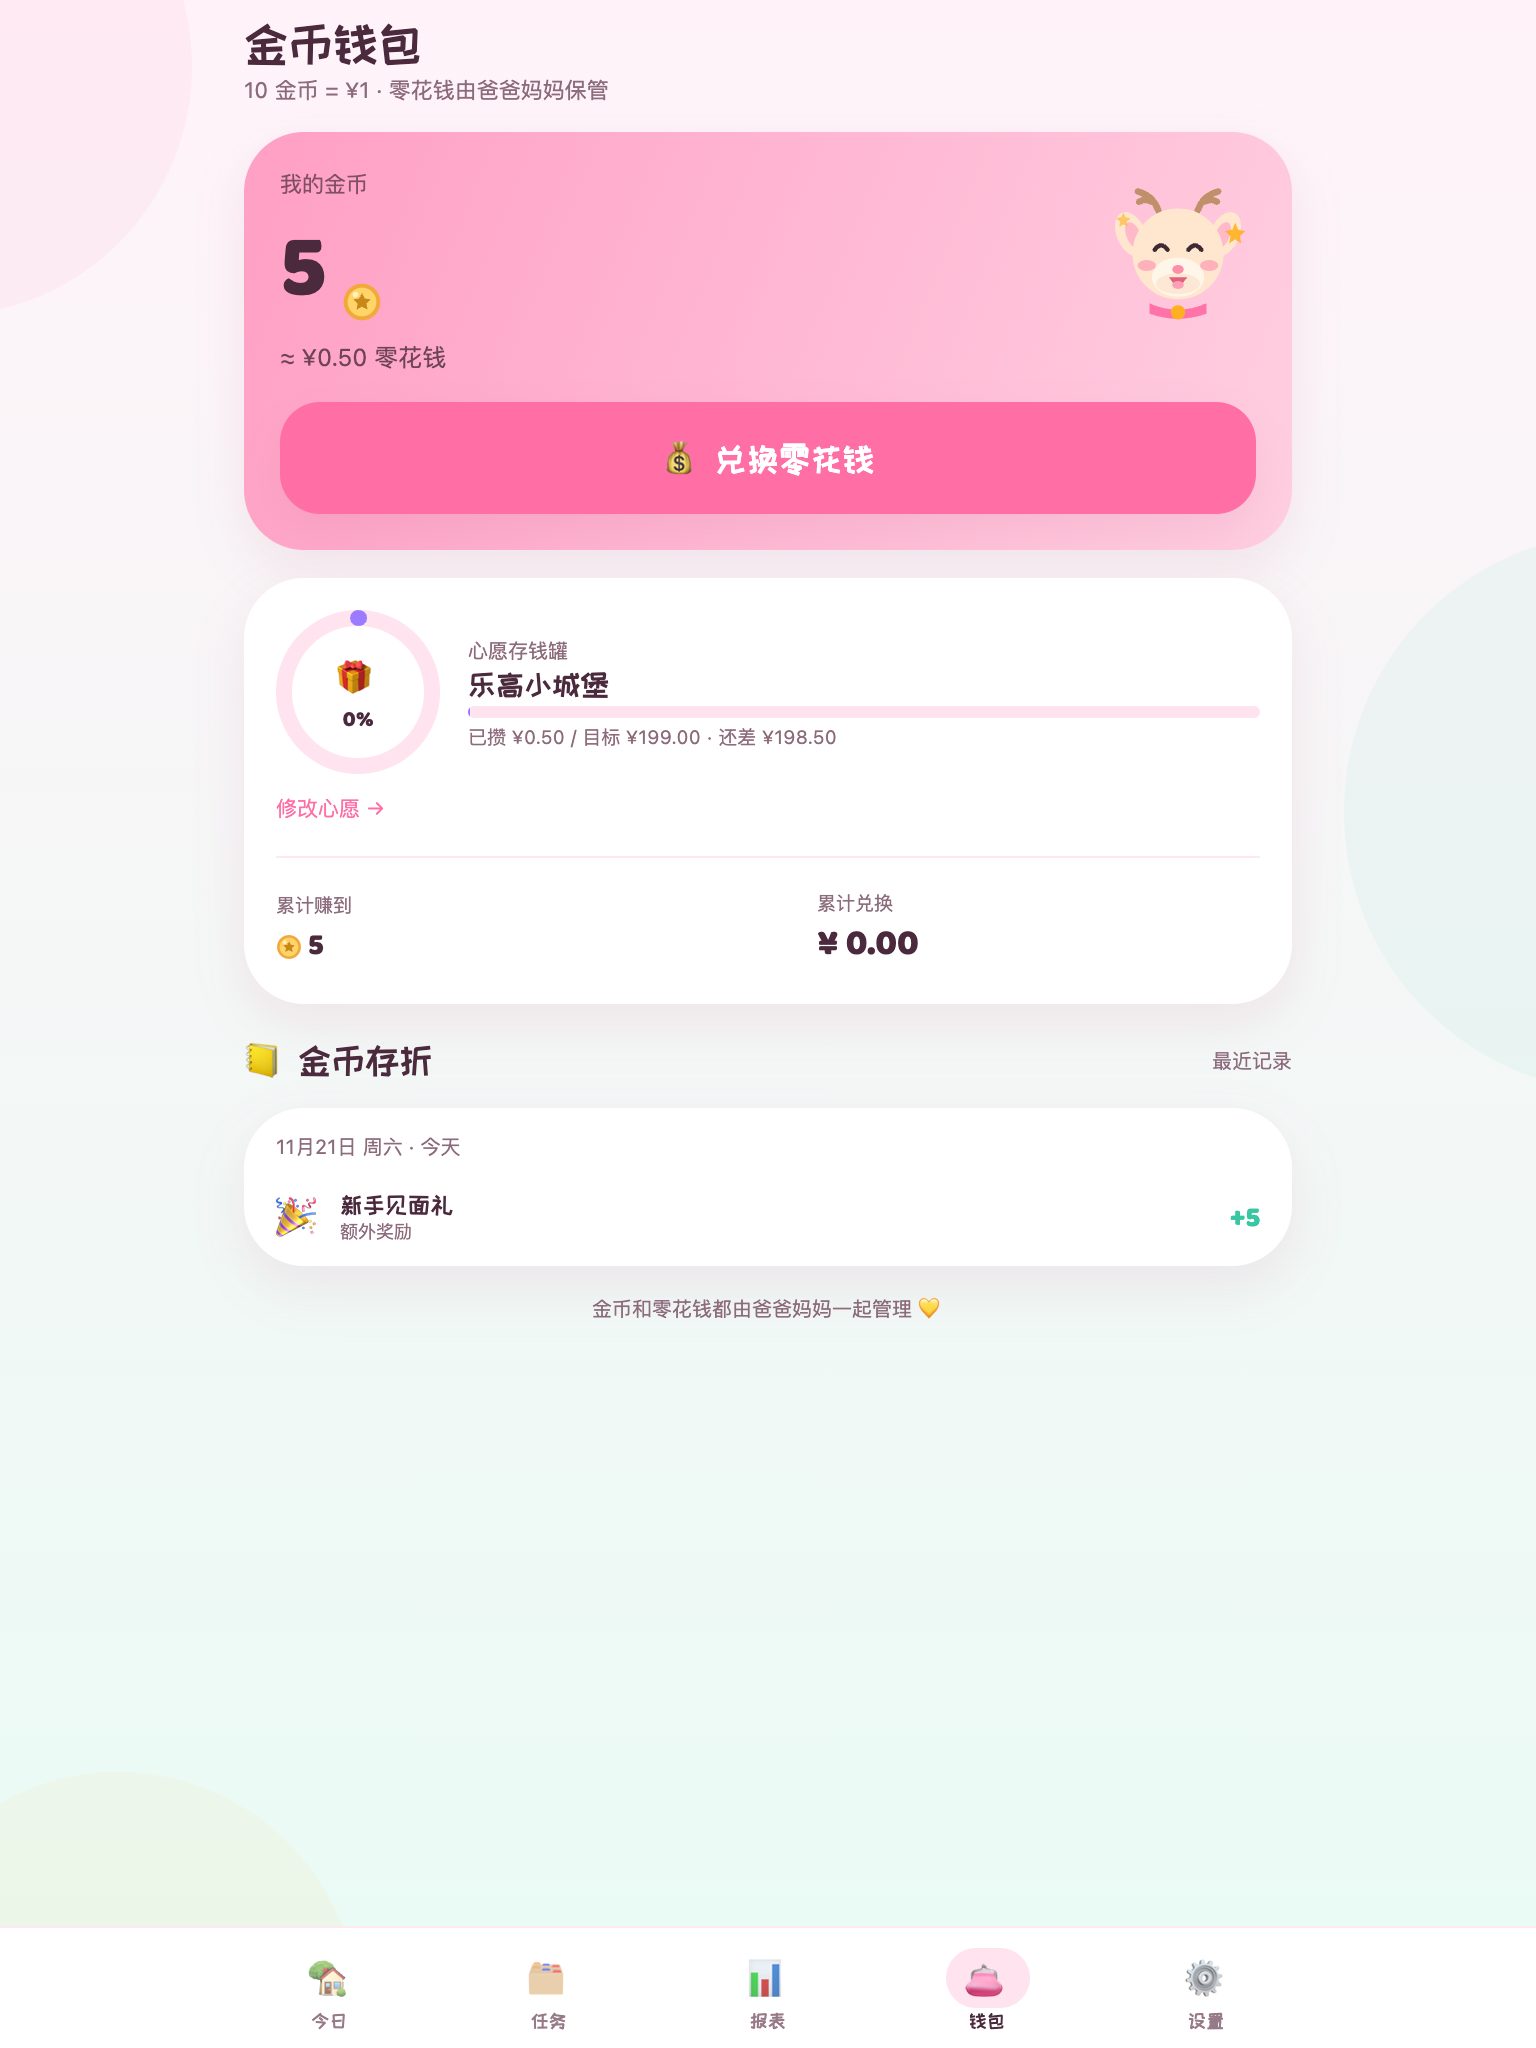 金币钱包
10 金币 = ¥1 · 零花钱由爸爸妈妈保管
我的金币
5
≈ ¥0.50 零花钱
兑换零花钱
0%
心愿存钱罐
乐高小城堡
已攒 ¥0.50 / 目标 ¥199.00 · 还差 ¥198.50
修改心愿 →
累计赚到
5
累计兑换
¥ 0.00
金币存折
最近记录
11月21日 周六 · 今天
新手见面礼
额外奖励
+5
金币和零花钱都由爸爸妈妈一起管理 💛
今日
任务
报表
钱包
设置